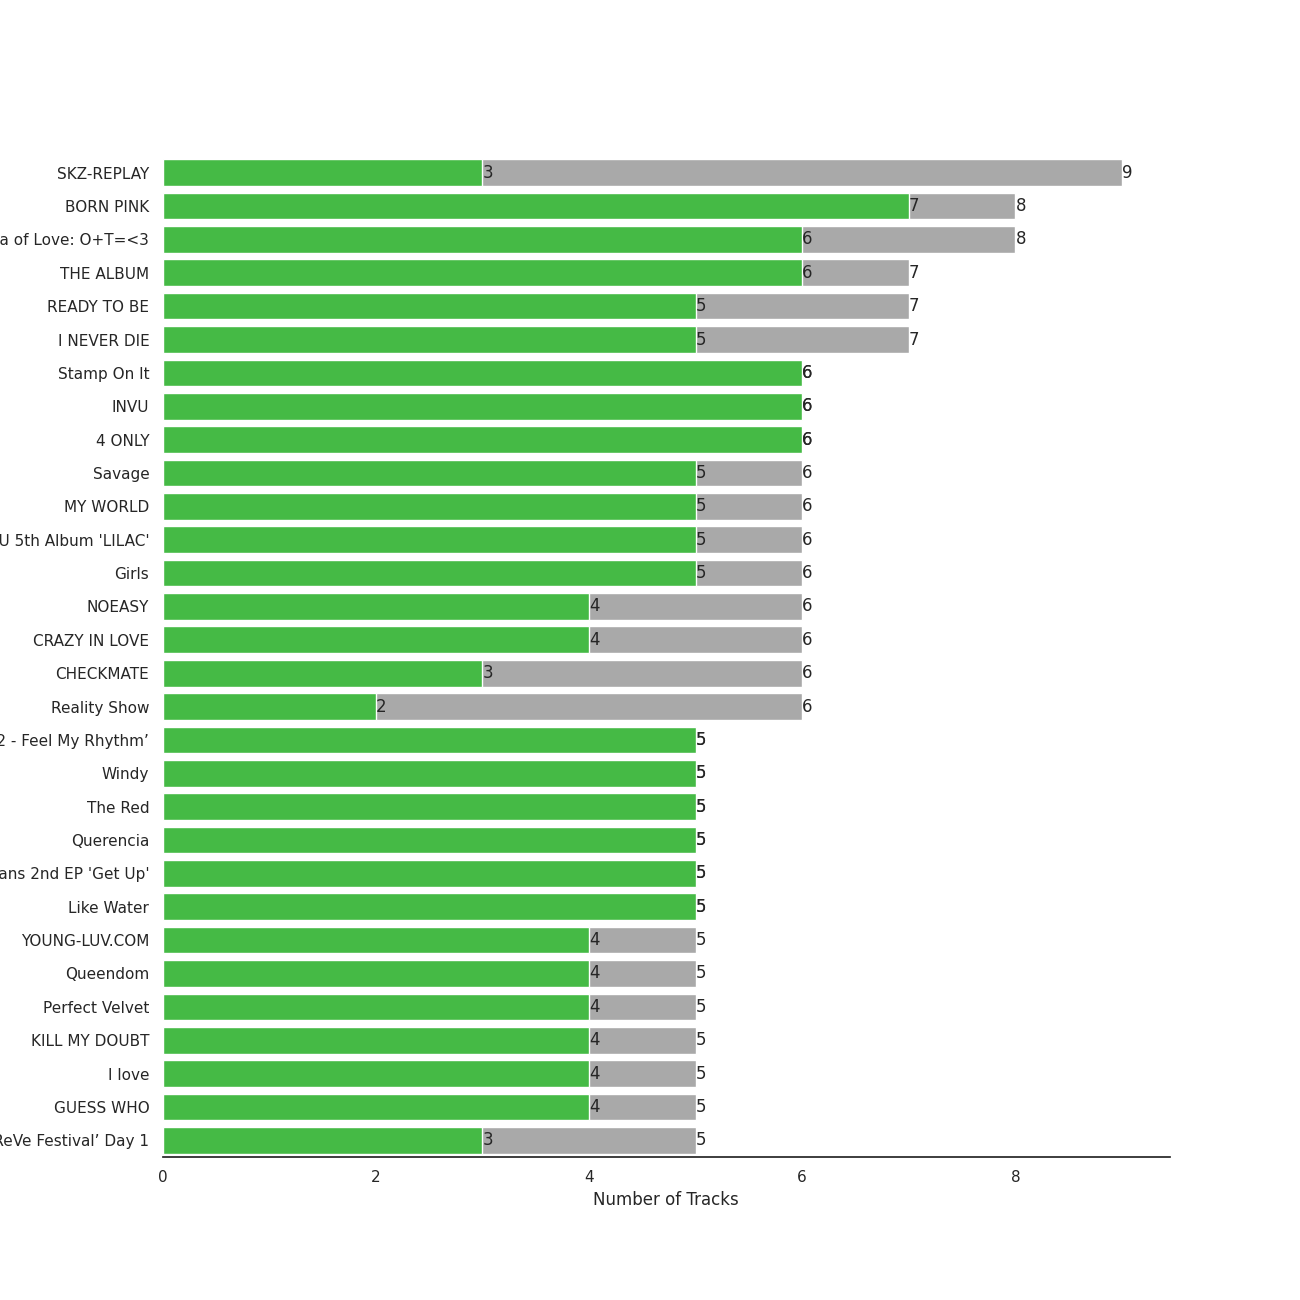 SKZ-REPLAY 3 9
BORN PINK 7 8
of Love: O+T=<3 6 8
THE ALBUM 6 7
READY TO BE 5 7
I NEVER DIE 5 7
Stamp On It 6
INVU 6
4 ONLY 6
Savage 5 6
MY WORLD 5 6
U 5th Album 'LILAC' 5 6
Girls 5 6
NOEASY 4 6
CRAZY IN LOVE 4 6
CHECKMATE 3 6
Reality Show 2 6
2 - Feel My Rhythm’ 5
Windy 5
The Red 5
Querencia 5
ans 2nd EP 'Get Up' 5
Like Water 5
YOUNG-LUV.COM 4 5
Queendom 4 5
Perfect Velvet 4 5
KILL MY DOUBT 4 5
I love 4 5
GUESS WHO 4 5
ReVe Festival’ Day 1 3 5
0 2 4 6 8
Number of Tracks